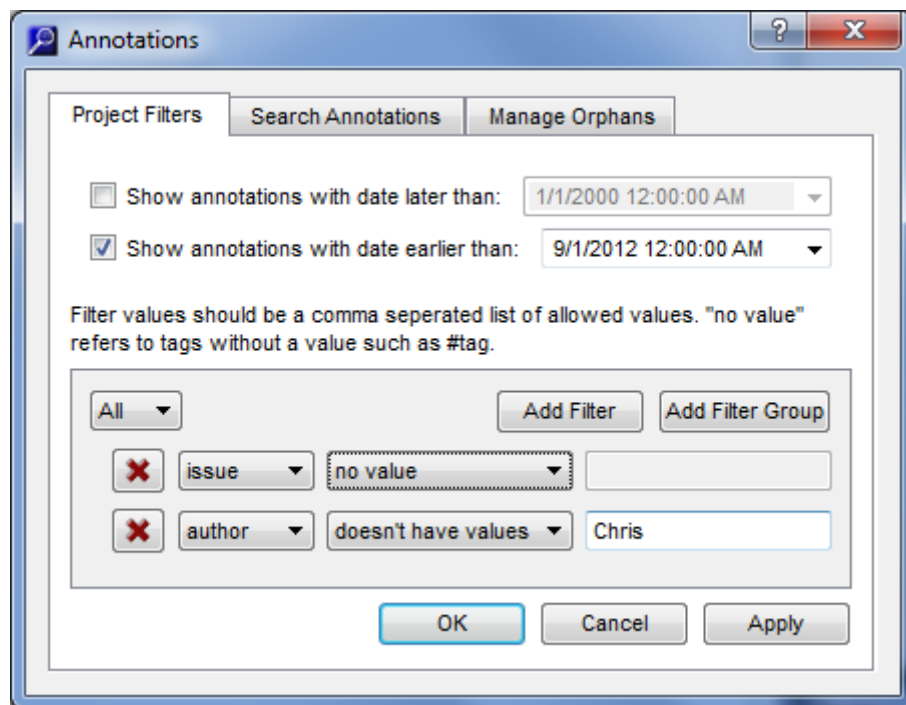 Annotations
?
Project Filters Search Annotations Manage Orphans
Show annotations with date later than: 1/1/2000 12:00:00 AM
Show annotations with date earlier than: 9/1/2012 12:00:00 AM
Filter values should be a comma seperated list of allowed values. "no value"
refers to tags without a value such as #tag.
All Add Filter Add Filter Group
issue no value
author doesn't have values Chris
OK Cancel Apply